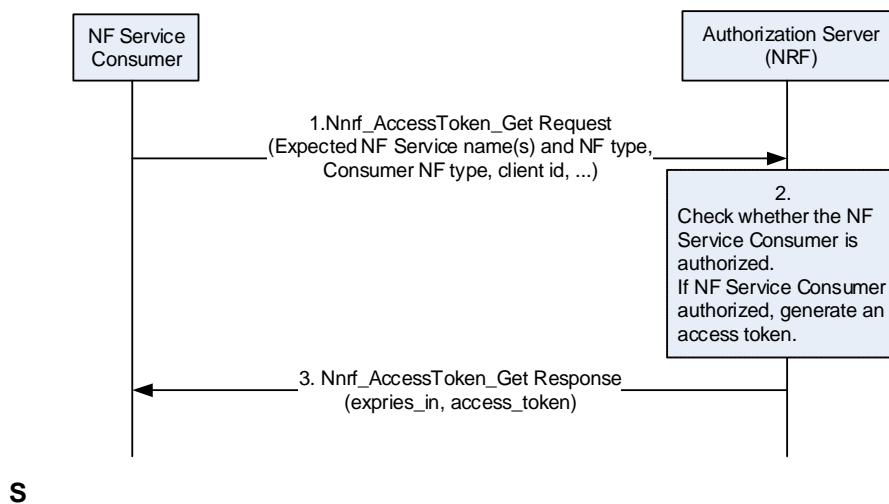 NF Service
Consumer
Authorization Server
(NRF)
1.Nnrf_AccessToken_Get Request
(Expected NF Service name(s) and NF type,
Consumer NF type, client id, ...)
2.
Check whether the NF
Service Consumer is
authorized.
If NF Service Consumer
authorized, generate an
access token.
3. Nnrf_AccessToken_Get Response
(expries_in, access_token)
S